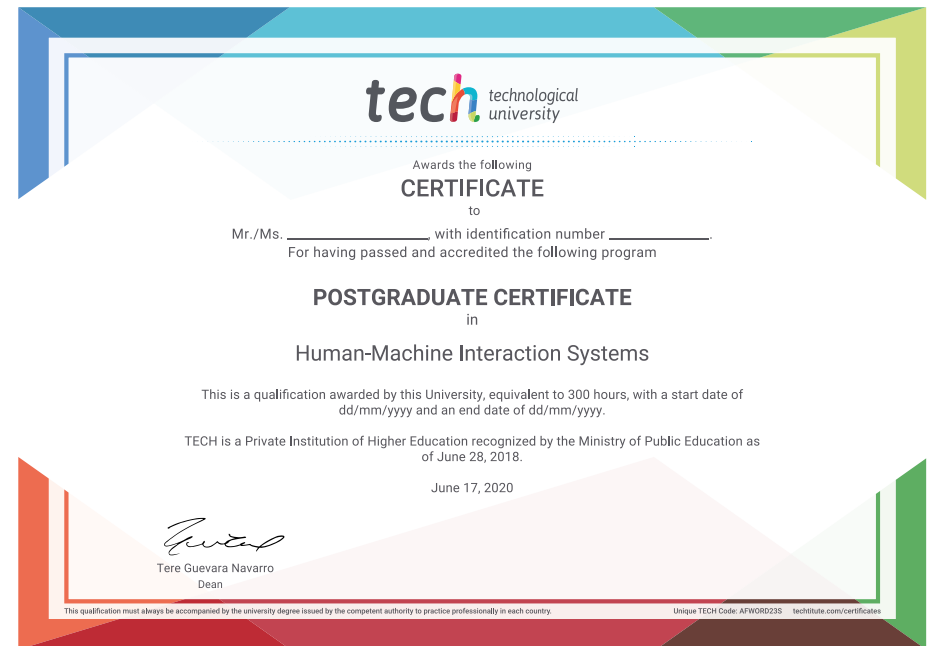 tech technological
university
Awards the following
CERTIFICATE
to
Mr./Ms. ____________________, with identification number ______________.
For having passed and accredited the following program
POSTGRADUATE CERTIFICATE
in
Human-Machine Interaction Systems
This is a qualification awarded by this University, equivalent to 300 hours, with a start date of
dd/mm/yyyy and an end date of dd/mm/yyyy.
TECH is a Private Institution of Higher Education recognized by the Ministry of Public Education as
of June 28, 2018.
June 17, 2020
Tere Guevara Navarro
Dean
This qualification must always be accompanied by the university degree issued by the competent authority to practice professionally in each country. Unique TECH Code: AFWORD23S techtitute.com/certificates